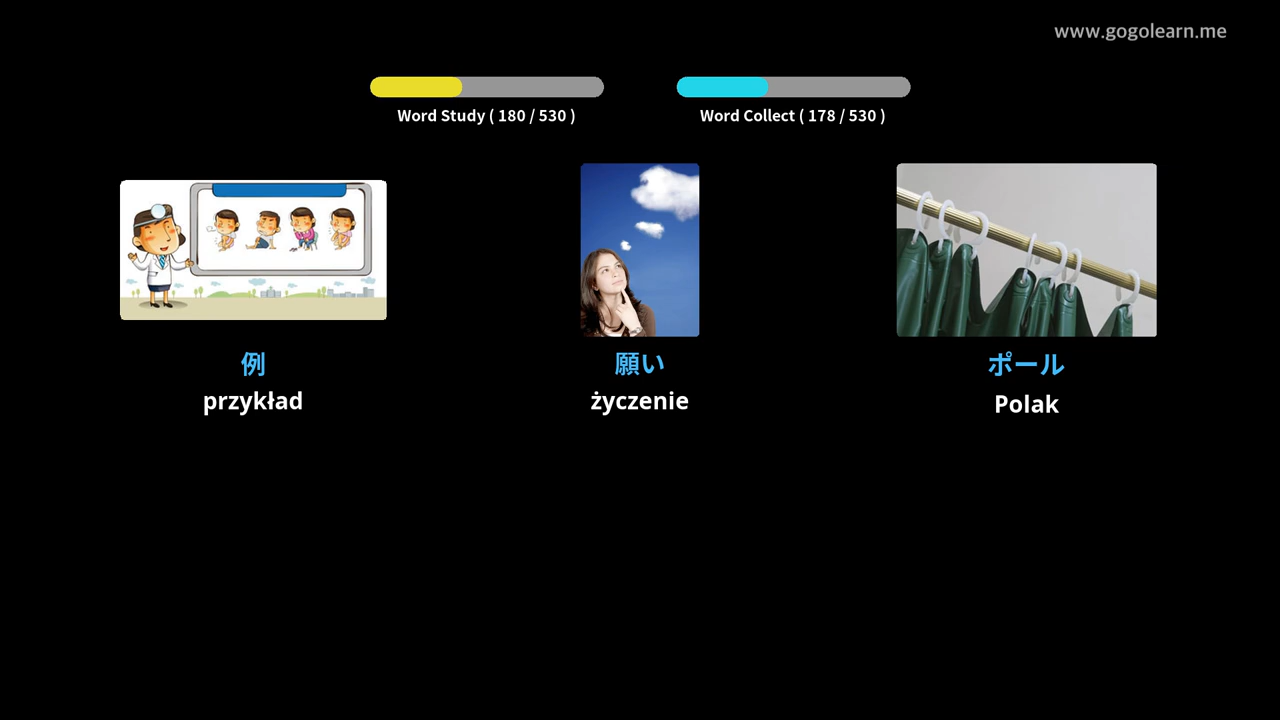 www.gogolearn.me
Word Study ( 180 / 530 )
Word Collect ( 178 / 530 )
例
przykład
願い
życzenie
ポール
Polak